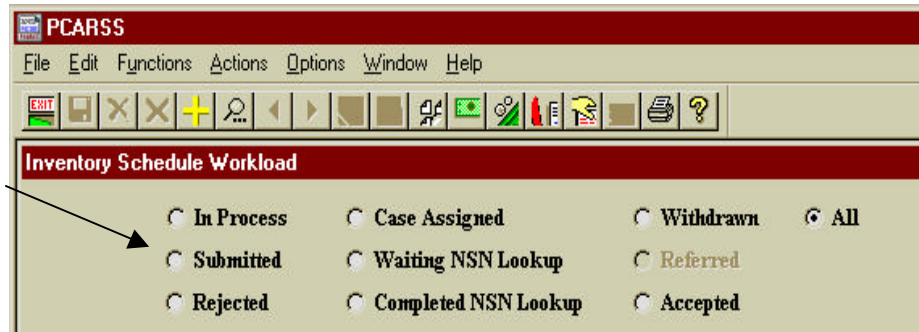 PCARSS
File Edit Functions Actions Options Window Help
EXIT ?
Inventory Schedule Workload
In Process Case Assigned Withdrawn All
Submitted Waiting NSN Lookup Referred
Rejected Completed NSN Lookup Accepted